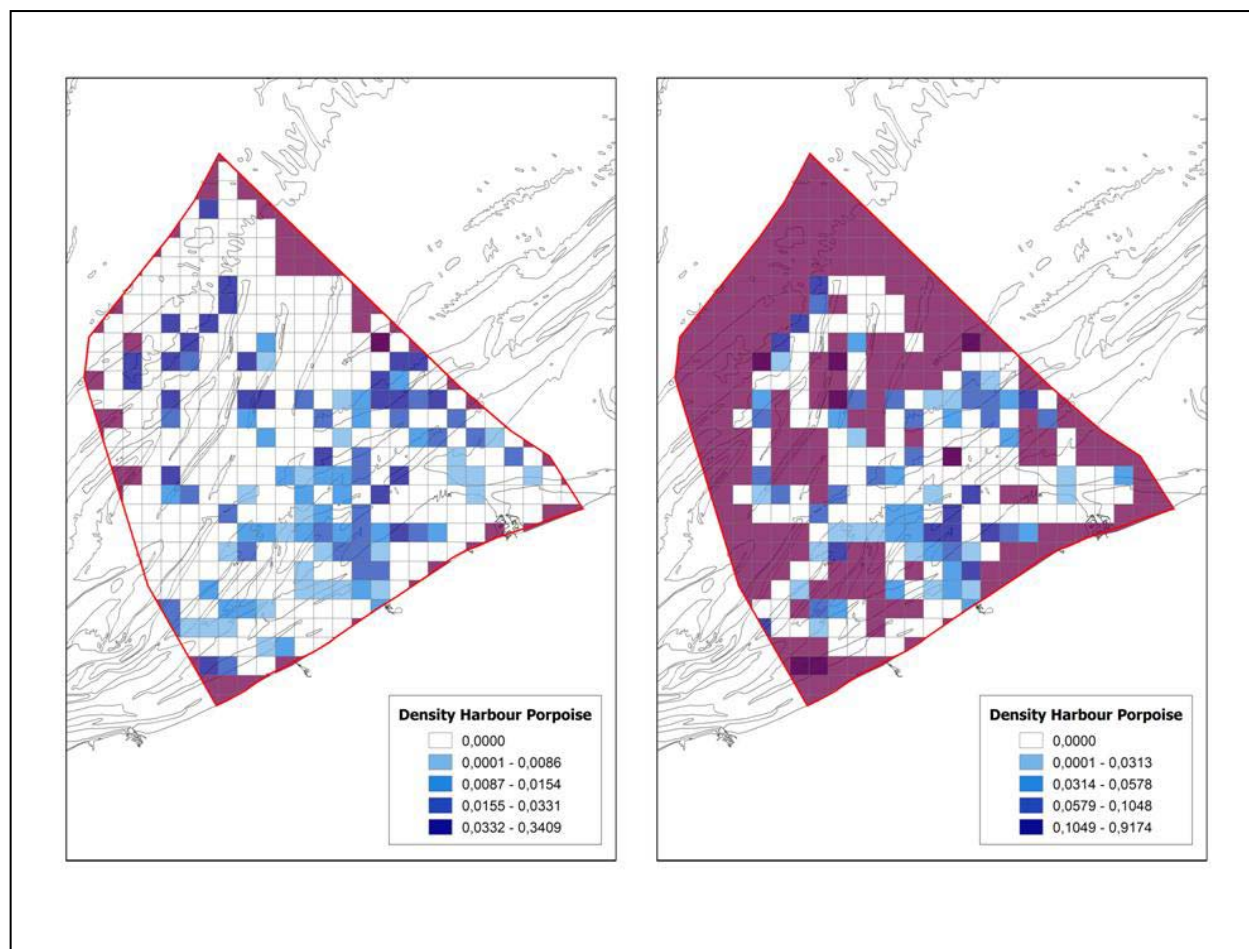 Density Harbour Porpoise
0,0000
0,0001 - 0,0086
0,0087 - 0,0154
0,0155 - 0,0331
0,0332 - 0,3409
Density Harbour Porpoise
0,0000
0,0001 - 0,0313
0,0314 - 0,0578
0,0579 - 0,1048
0,1049 - 0,9174